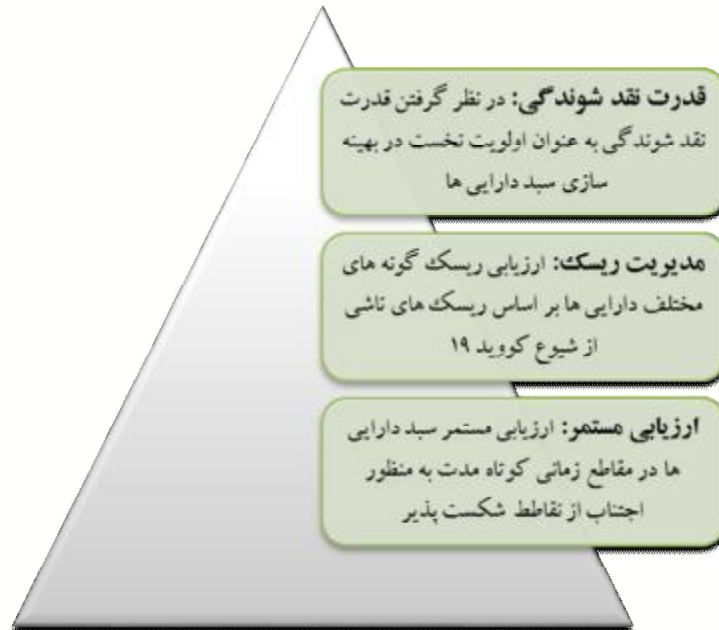 قدرت نقد شوندگی: در نظر گرفتن قدرت
نقد شوندگی به عنوان اولویت نخست در بهینه
سازی سبد دارایی ها
مدیریت ریسک: ارزیابی ریسک گونه های
مختلف دارایی ها بر اساس ریسک های ناشی
از شیوع کووید ۱۹
ارزیابی مستمر: ارزیابی مستمر سبد دارایی
ها در مقاطع زمانی کوتاه مدت به منظور
اجتناب از نقاطط شکست پذیر